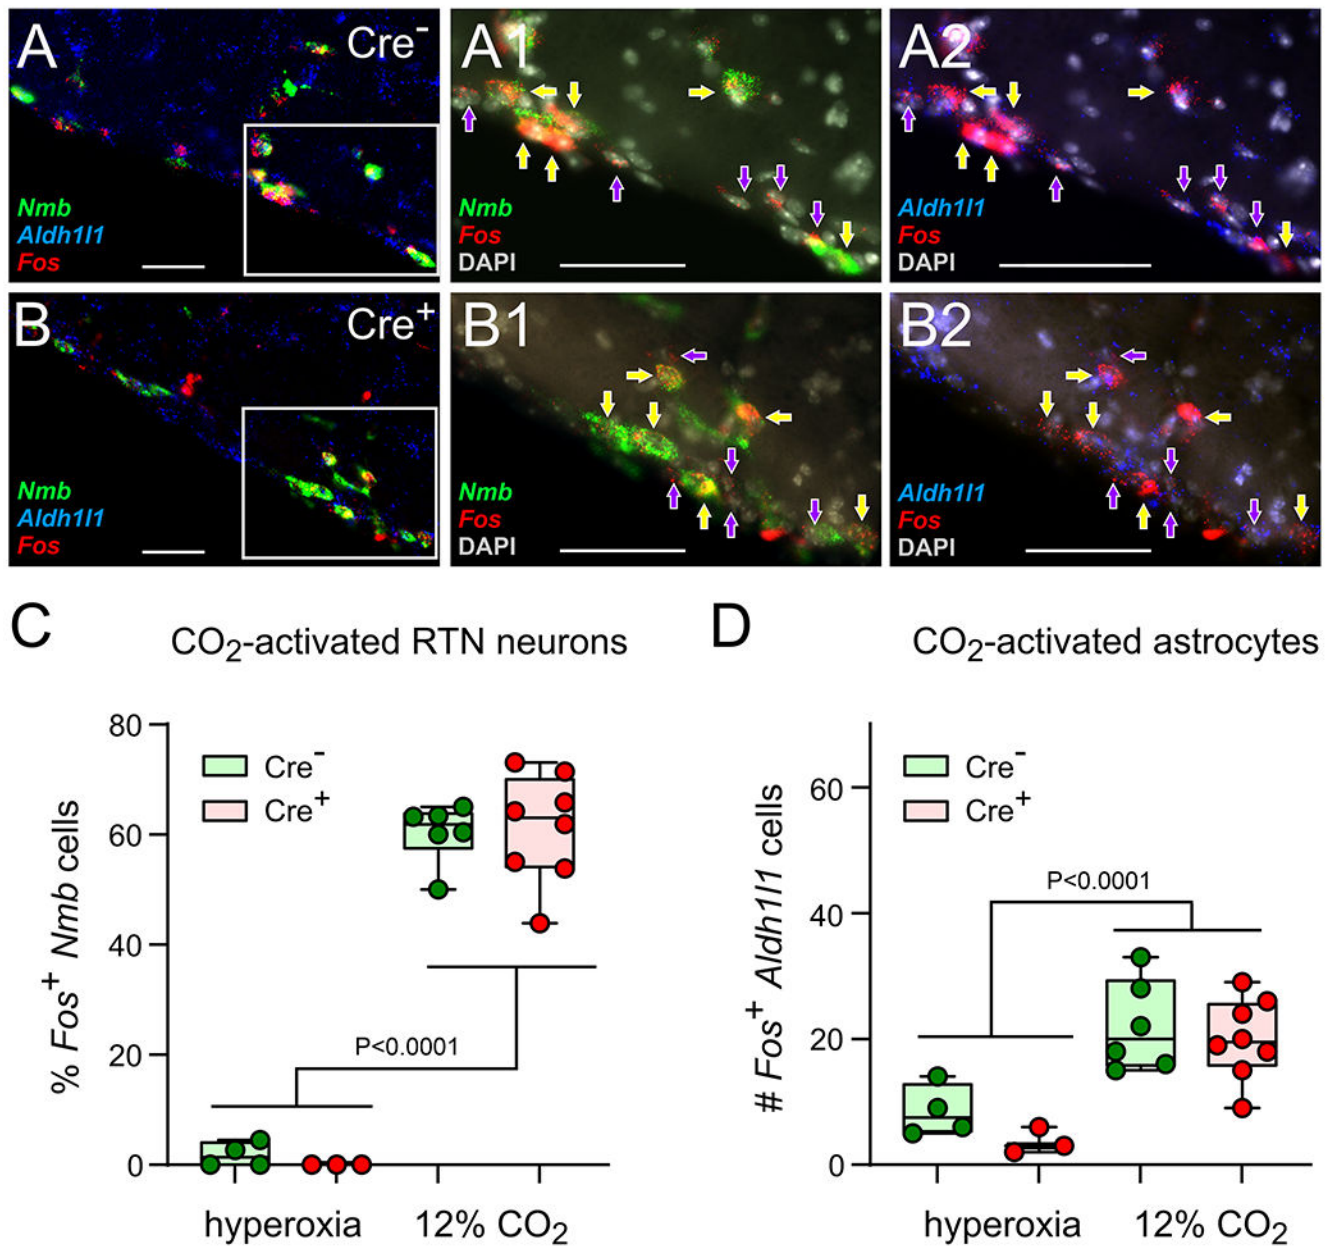 A
Cre⁻
Nmb
Aldh1l1
Fos
A1
Nmb
Fos
DAPI
A2
Aldh1l1
Fos
DAPI
B
Cre⁺
Nmb
Aldh1l1
Fos
B1
Nmb
Fos
DAPI
B2
Aldh1l1
Fos
DAPI
C
CO₂-activated RTN neurons
% Fos⁺ Nmb cells
80
60
40
20
0
Cre⁻
Cre⁺
P<0.0001
hyperoxia
12% CO₂
D
CO₂-activated astrocytes
# Fos⁺ Aldh1l1 cells
60
40
20
0
Cre⁻
Cre⁺
P<0.0001
hyperoxia
12% CO₂